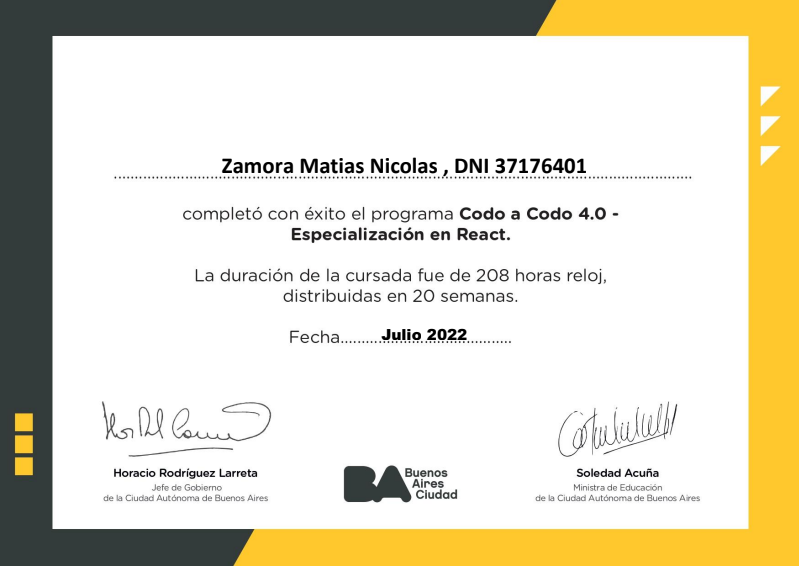 Zamora Matias Nicolas , DNI 37176401
completó con éxito el programa Codo a Codo 4.0 -
Especialización en React.
La duración de la cursada fue de 208 horas reloj,
distribuidas en 20 semanas.
Fecha.........Julio 2022.........
Horacio Rodríguez Larreta
Jefe de Gobierno
de la Ciudad Autónoma de Buenos Aires
BA
Buenos
Aires
Ciudad
Soledad Acuña
Ministra de Educación
de la Ciudad Autónoma de Buenos Aires